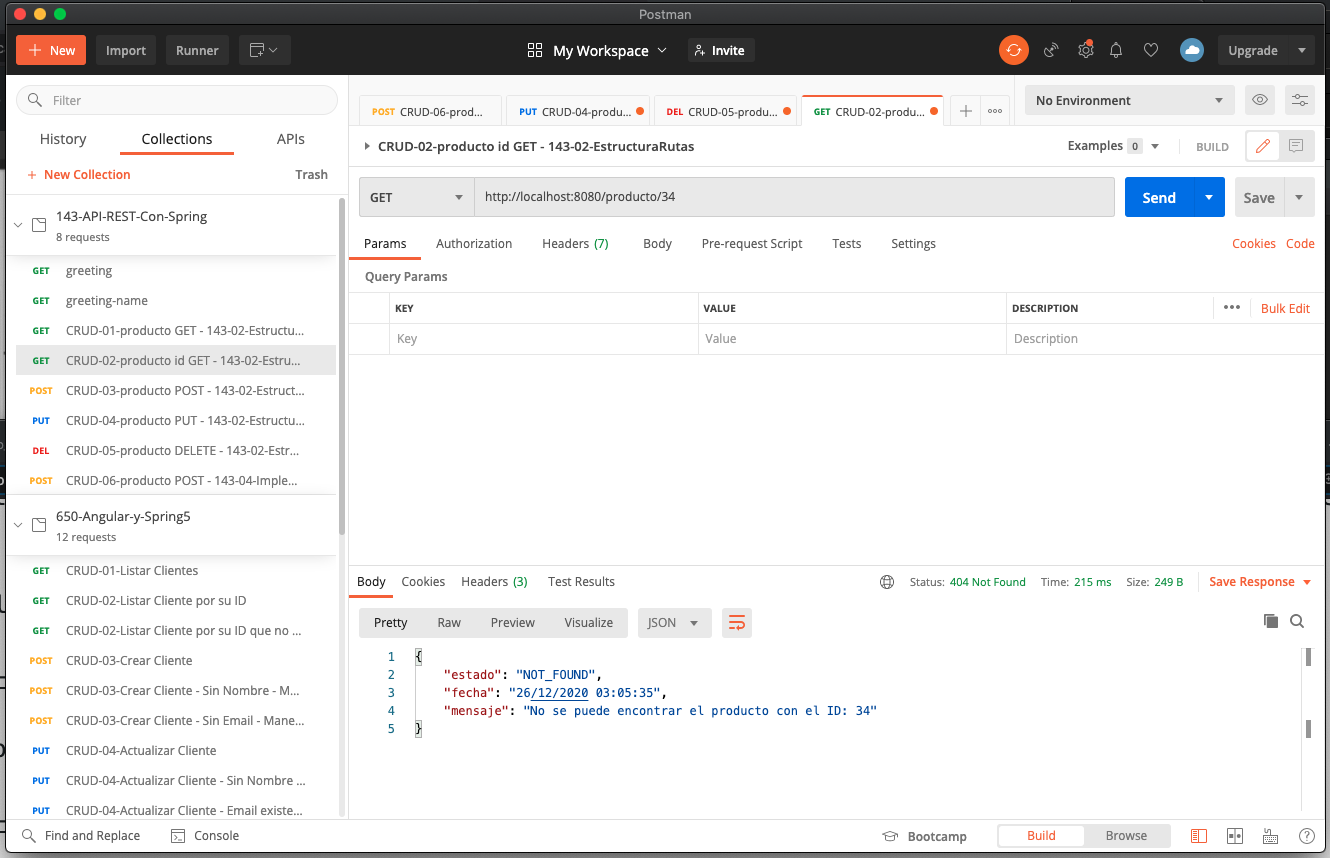 Postman
New
Import
Runner
My Workspace
Invite
Upgrade
Filter
History
Collections
APIs
New Collection
Trash
143-API-REST-Con-Spring
8 requests
GET greeting
GET greeting-name
GET CRUD-01-producto GET - 143-02-Estructu...
GET CRUD-02-producto id GET - 143-02-Estru...
POST CRUD-03-producto POST - 143-02-Estruct...
PUT CRUD-04-producto PUT - 143-02-Estructu...
DEL CRUD-05-producto DELETE - 143-02-Estr...
POST CRUD-06-producto POST - 143-04-Imple...
650-Angular-y-Spring5
12 requests
GET CRUD-01-Listar Clientes
GET CRUD-02-Listar Cliente por su ID
GET CRUD-02-Listar Cliente por su ID que no ...
POST CRUD-03-Crear Cliente
POST CRUD-03-Crear Cliente - Sin Nombre - M...
POST CRUD-03-Crear Cliente - Sin Email - Mane...
PUT CRUD-04-Actualizar Cliente
PUT CRUD-04-Actualizar Cliente - Sin Nombre ...
PUT CRUD-04-Actualizar Cliente - Email existe...
POST CRUD-06-prod...
PUT CRUD-04-produ...
DEL CRUD-05-produ...
GET CRUD-02-produ...
No Environment
CRUD-02-producto id GET - 143-02-EstructuraRutas
Examples 0
BUILD
GET
http://localhost:8080/producto/34
Send
Save
Params
Authorization
Headers (7)
Body
Pre-request Script
Tests
Settings
Cookies
Code
Query Params
KEY
VALUE
DESCRIPTION
Bulk Edit
Key
Value
Description
Body
Cookies
Headers (3)
Test Results
Status: 404 Not Found
Time: 215 ms
Size: 249 B
Save Response
Pretty
Raw
Preview
Visualize
JSON
1 {
2 "estado": "NOT_FOUND",
3 "fecha": "26/12/2020 03:05:35",
4 "mensaje": "No se puede encontrar el producto con el ID: 34"
5 }
Find and Replace
Console
Bootcamp
Build
Browse